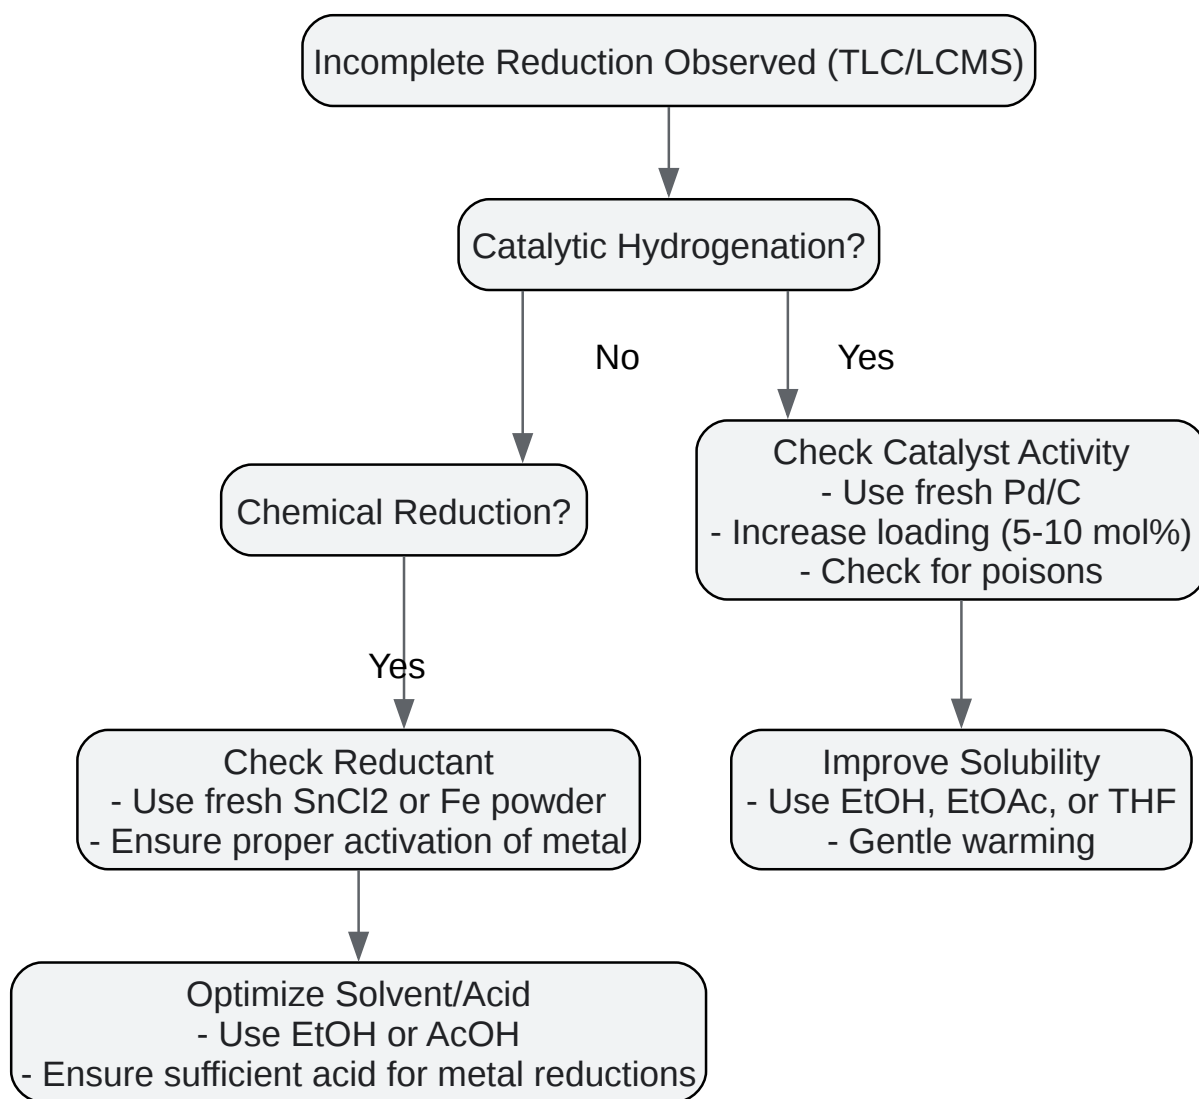 Incomplete Reduction Observed (TLC/LCMS)
Catalytic Hydrogenation?
No
Yes
Check Catalyst Activity
- Use fresh Pd/C
- Increase loading (5-10 mol%)
- Check for poisons
Chemical Reduction?
Yes
Check Reductant
- Use fresh SnCl2 or Fe powder
- Ensure proper activation of metal
Improve Solubility
- Use EtOH, EtOAc, or THF
- Gentle warming
Optimize Solvent/Acid
- Use EtOH or AcOH
- Ensure sufficient acid for metal reductions